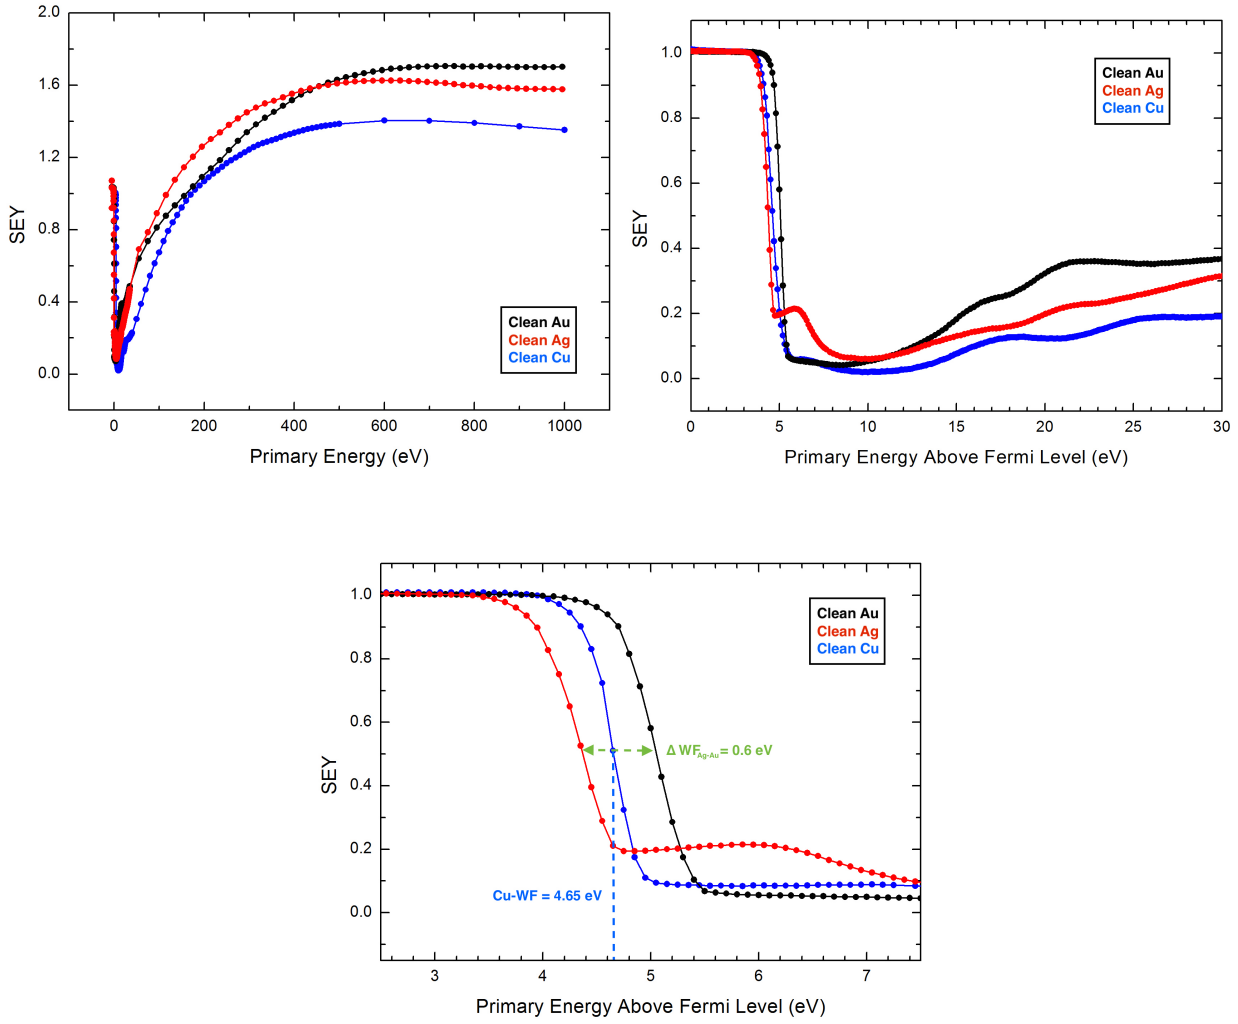 1.0
1.0
2.0
1.6
1.2
0.8
0.4
0.0
SEY
Clean Au
Clean Ag
Clean Cu
0
200
400
600
800
1000
Primary Energy (eV)
1.0
0.8
0.6
0.4
0.2
0.0
SEY
Clean Au
Clean Ag
Clean Cu
0
5
10
15
20
25
30
Primary Energy Above Fermi Level (eV)
1.0
0.8
0.6
0.4
0.2
0.0
SEY
Clean Au
Clean Ag
Clean Cu
Δ WFAg-Au = 0.6 eV
Cu-WF = 4.65 eV
3
4
5
6
7
Primary Energy Above Fermi Level (eV)